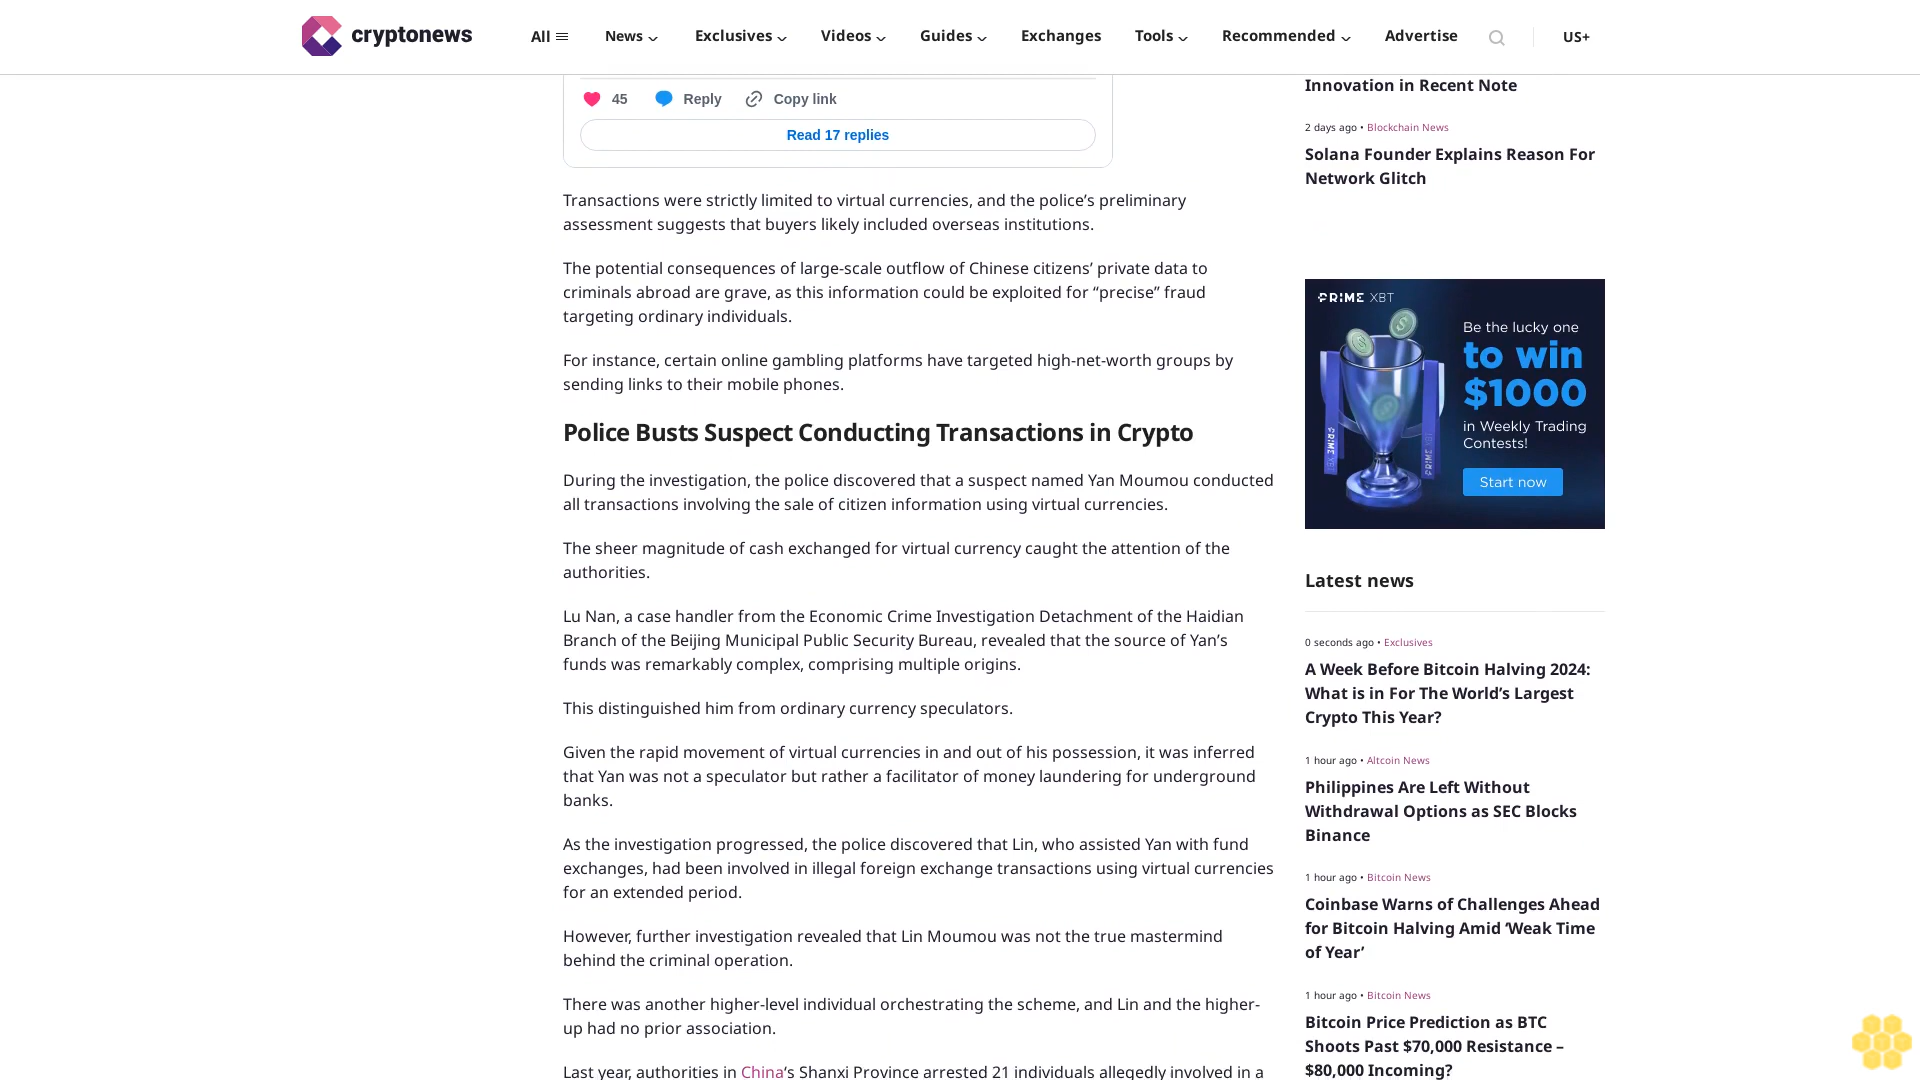 cryptonews
All
News
Exclusives
Videos
Guides
Exchanges
Tools
Recommended
Advertise
US+
45
Reply
Copy link
Read 17 replies
Transactions were strictly limited to virtual currencies, and the police’s preliminary
assessment suggests that buyers likely included overseas institutions.
The potential consequences of large-scale outflow of Chinese citizens’ private data to
criminals abroad are grave, as this information could be exploited for “precise” fraud
targeting ordinary individuals.
For instance, certain online gambling platforms have targeted high-net-worth groups by
sending links to their mobile phones.
Police Busts Suspect Conducting Transactions in Crypto
During the investigation, the police discovered that a suspect named Yan Moumou conducted
all transactions involving the sale of citizen information using virtual currencies.
The sheer magnitude of cash exchanged for virtual currency caught the attention of the
authorities.
Lu Nan, a case handler from the Economic Crime Investigation Detachment of the Haidian
Branch of the Beijing Municipal Public Security Bureau, revealed that the source of Yan’s
funds was remarkably complex, comprising multiple origins.
This distinguished him from ordinary currency speculators.
Given the rapid movement of virtual currencies in and out of his possession, it was inferred
that Yan was not a speculator but rather a facilitator of money laundering for underground
banks.
As the investigation progressed, the police discovered that Lin, who assisted Yan with fund
exchanges, had been involved in illegal foreign exchange transactions using virtual currencies
for an extended period.
However, further investigation revealed that Lin Moumou was not the true mastermind
behind the criminal operation.
There was another higher-level individual orchestrating the scheme, and Lin and the higher-
up had no prior association.
Last year, authorities in China’s Shanxi Province arrested 21 individuals allegedly involved in a
Innovation in Recent Note
2 days ago • Blockchain News
Solana Founder Explains Reason For
Network Glitch
PRIME XBT
Be the lucky one
to win
$1000
in Weekly Trading
Contests!
Start now
PRIME XB
PRIME
Latest news
0 seconds ago • Exclusives
A Week Before Bitcoin Halving 2024:
What is in For The World’s Largest
Crypto This Year?
1 hour ago • Altcoin News
Philippines Are Left Without
Withdrawal Options as SEC Blocks
Binance
1 hour ago • Bitcoin News
Coinbase Warns of Challenges Ahead
for Bitcoin Halving Amid ‘Weak Time
of Year’
1 hour ago • Bitcoin News
Bitcoin Price Prediction as BTC
Shoots Past $70,000 Resistance –
$80,000 Incoming?